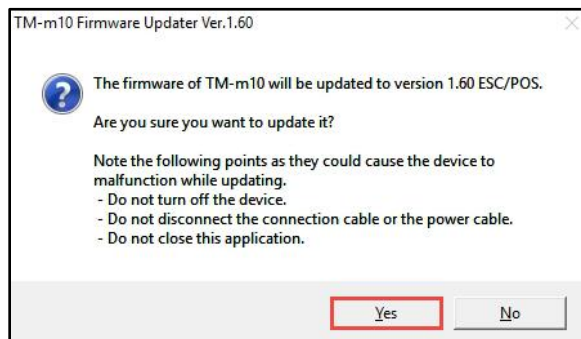 TM-m10 Firmware Updater Ver.1.60
The firmware of TM-m10 will be updated to version 1.60 ESC/POS.
Are you sure you want to update it?
Note the following points as they could cause the device to
malfunction while updating.
- Do not turn off the device.
- Do not disconnect the connection cable or the power cable.
- Do not close this application.
Yes
No